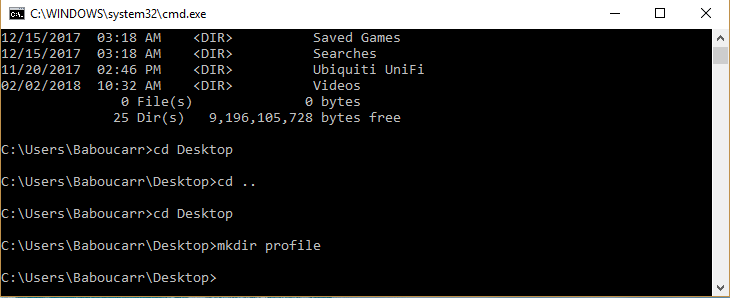 C:\WINDOWS\system32\cmd.exe
12/15/2017  03:18 AM    <DIR>          Saved Games
12/15/2017  03:18 AM    <DIR>          Searches
11/20/2017  02:46 PM    <DIR>          Ubiquiti UniFi
02/02/2018  10:32 AM    <DIR>          Videos
               0 File(s)              0 bytes
              25 Dir(s)   9,196,105,728 bytes free
C:\Users\Baboucarr>cd Desktop
C:\Users\Baboucarr\Desktop>cd ..
C:\Users\Baboucarr>cd Desktop
C:\Users\Baboucarr\Desktop>mkdir profile
C:\Users\Baboucarr\Desktop>